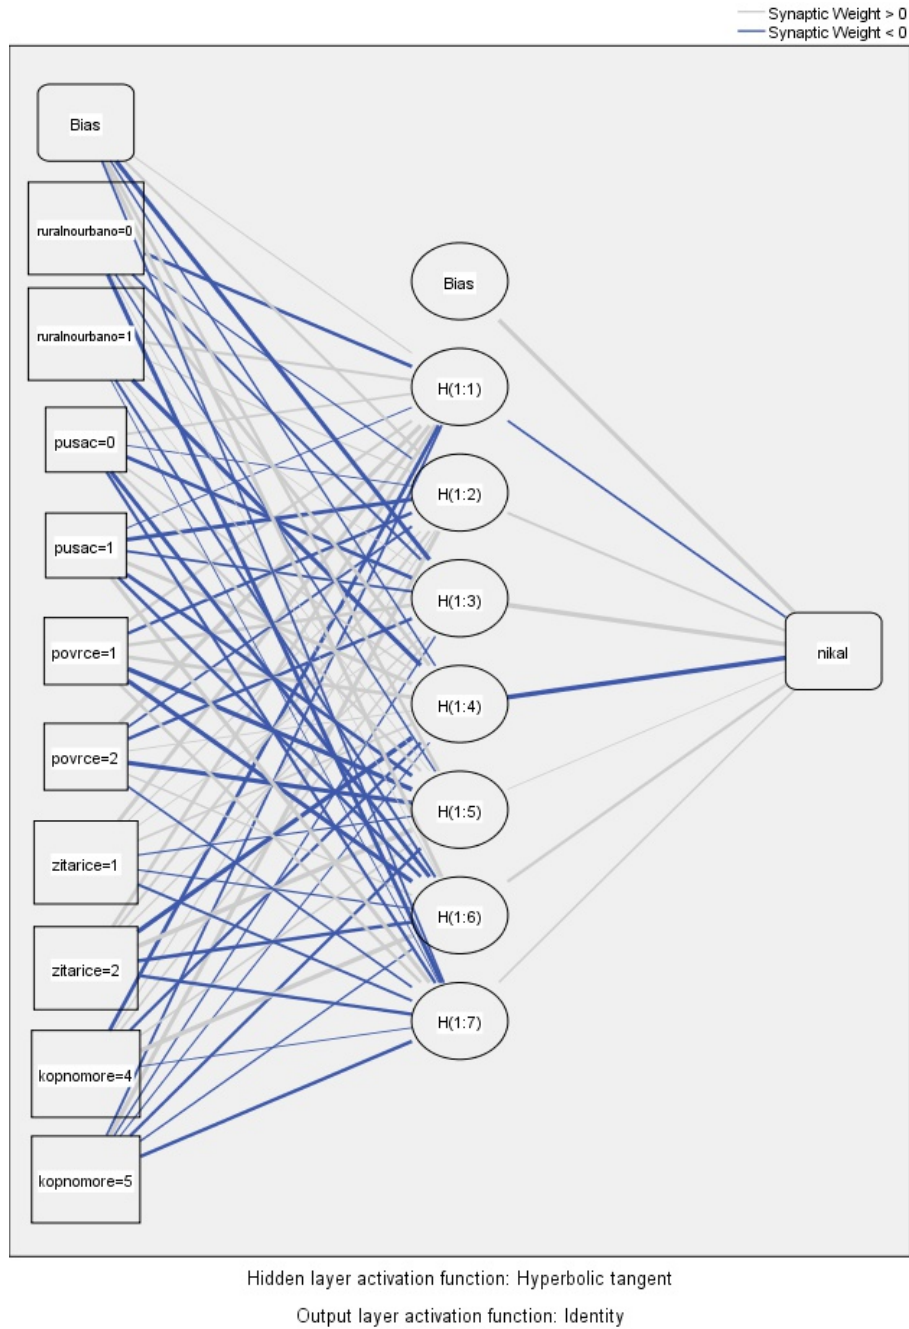 Synaptic Weight > 0
Synaptic Weight < 0
Bias
ruralnourbano=0
ruralnourbano=1
pusac=0
pusac=1
povrce=1
povrce=2
zitarice=1
zitarice=2
kopnomore=4
kopnomore=5
Bias
H(1:1)
H(1:2)
H(1:3)
H(1:4)
H(1:5)
H(1:6)
H(1:7)
nikal
Hidden layer activation function: Hyperbolic tangent
Output layer activation function: Identity